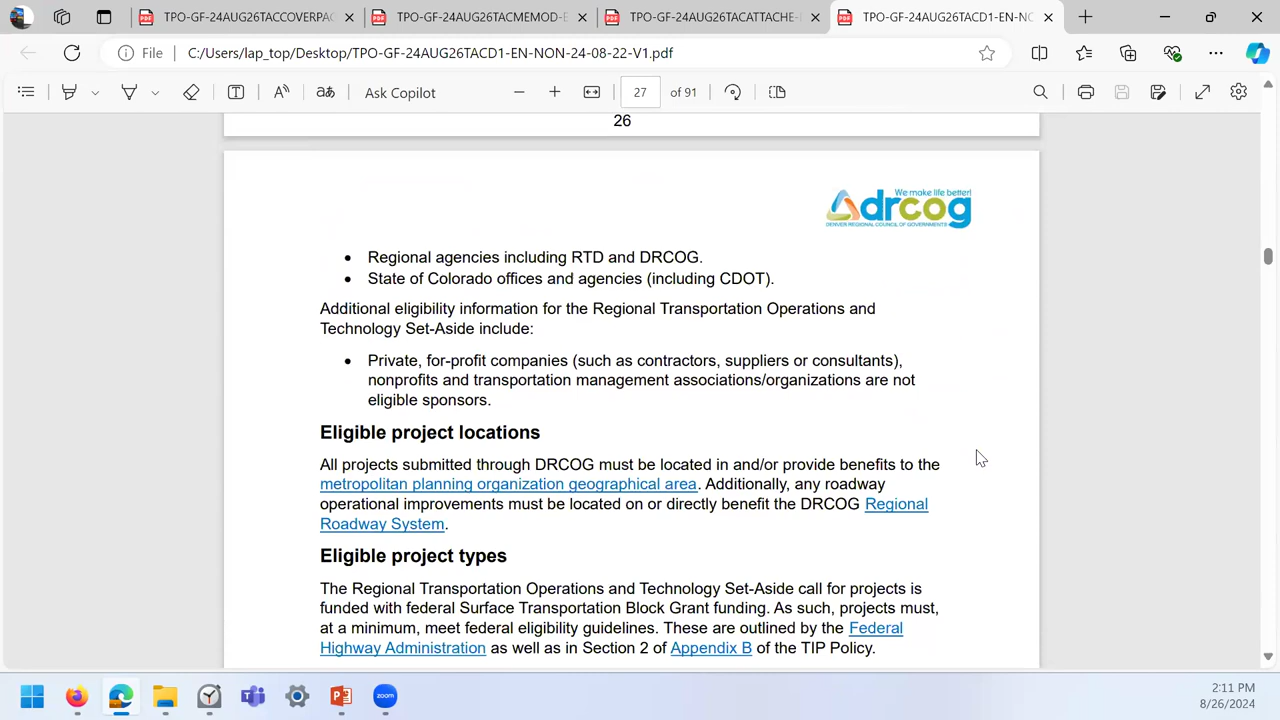 TPO-GF-24AUG26TACCOVERPAC
TPO-GF-24AUG26TACMEMOD-E
TPO-GF-24AUG26TACATTACHE-
TPO-GF-24AUG26TACD1-EN-NO
File C:/Users/lap_top/Desktop/TPO-GF-24AUG26TACD1-EN-NON-24-08-22-V1.pdf
Ask Copilot
27 of 91
26
We make life better!
drcog
DENVER REGIONAL COUNCIL OF GOVERNMENTS
• Regional agencies including RTD and DRCOG.
• State of Colorado offices and agencies (including CDOT).
Additional eligibility information for the Regional Transportation Operations and
Technology Set-Aside include:
• Private, for-profit companies (such as contractors, suppliers or consultants),
nonprofits and transportation management associations/organizations are not
eligible sponsors.
Eligible project locations
All projects submitted through DRCOG must be located in and/or provide benefits to the
metropolitan planning organization geographical area. Additionally, any roadway
operational improvements must be located on or directly benefit the DRCOG Regional
Roadway System.
Eligible project types
The Regional Transportation Operations and Technology Set-Aside call for projects is
funded with federal Surface Transportation Block Grant funding. As such, projects must,
at a minimum, meet federal eligibility guidelines. These are outlined by the Federal
Highway Administration as well as in Section 2 of Appendix B of the TIP Policy.
zoom
2:11 PM
8/26/2024